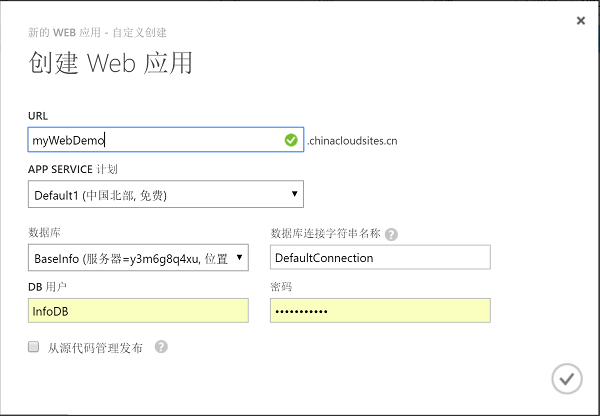 新的 WEB 应用 - 自定义创建
创建 Web 应用
URL
myWebDemo
.chinacloudsites.cn
APP SERVICE 计划
Default1 (中国北部, 免费)
数据库
数据库连接字符串名称 ?
BaseInfo (服务器=y3m6g8q4xu, 位置
DefaultConnection
DB 用户
密码
InfoDB
•••••••••••
从源代码管理发布 ?